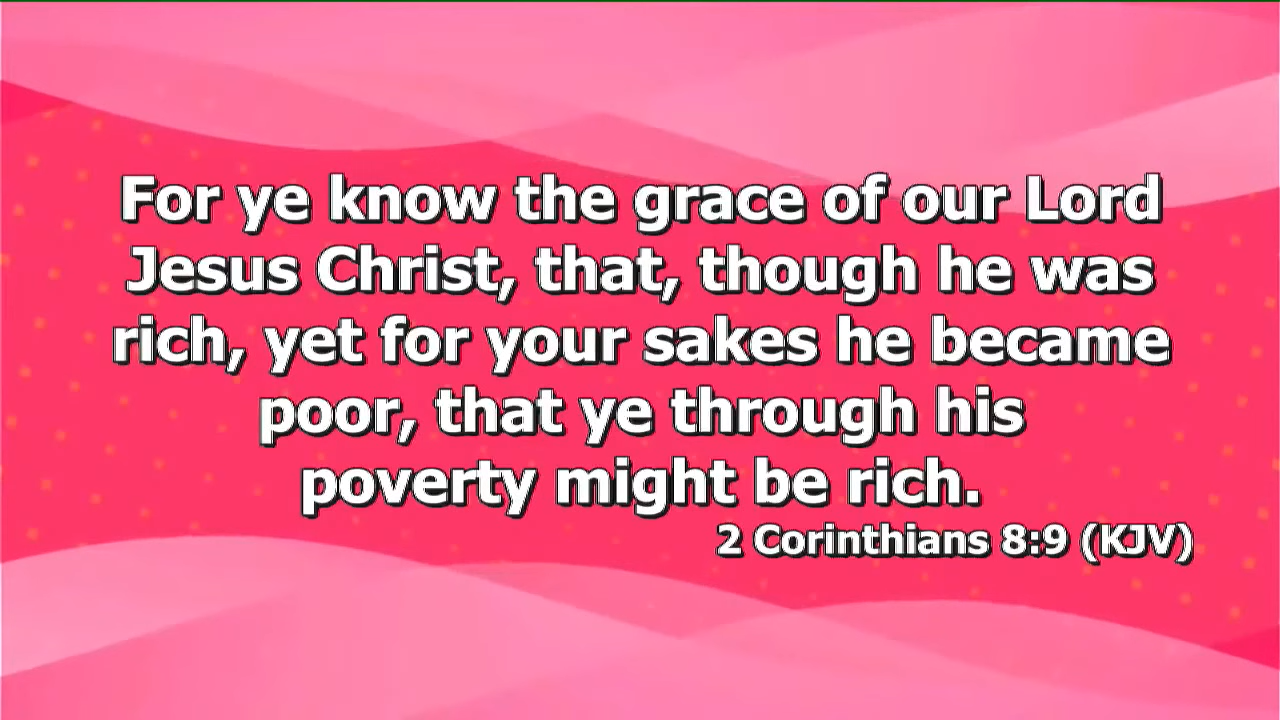 For ye know the grace of our Lord
Jesus Christ, that, though he was
rich, yet for your sakes he became
poor, that ye through his
poverty might be rich.
2 Corinthians 8:9 (KJV)